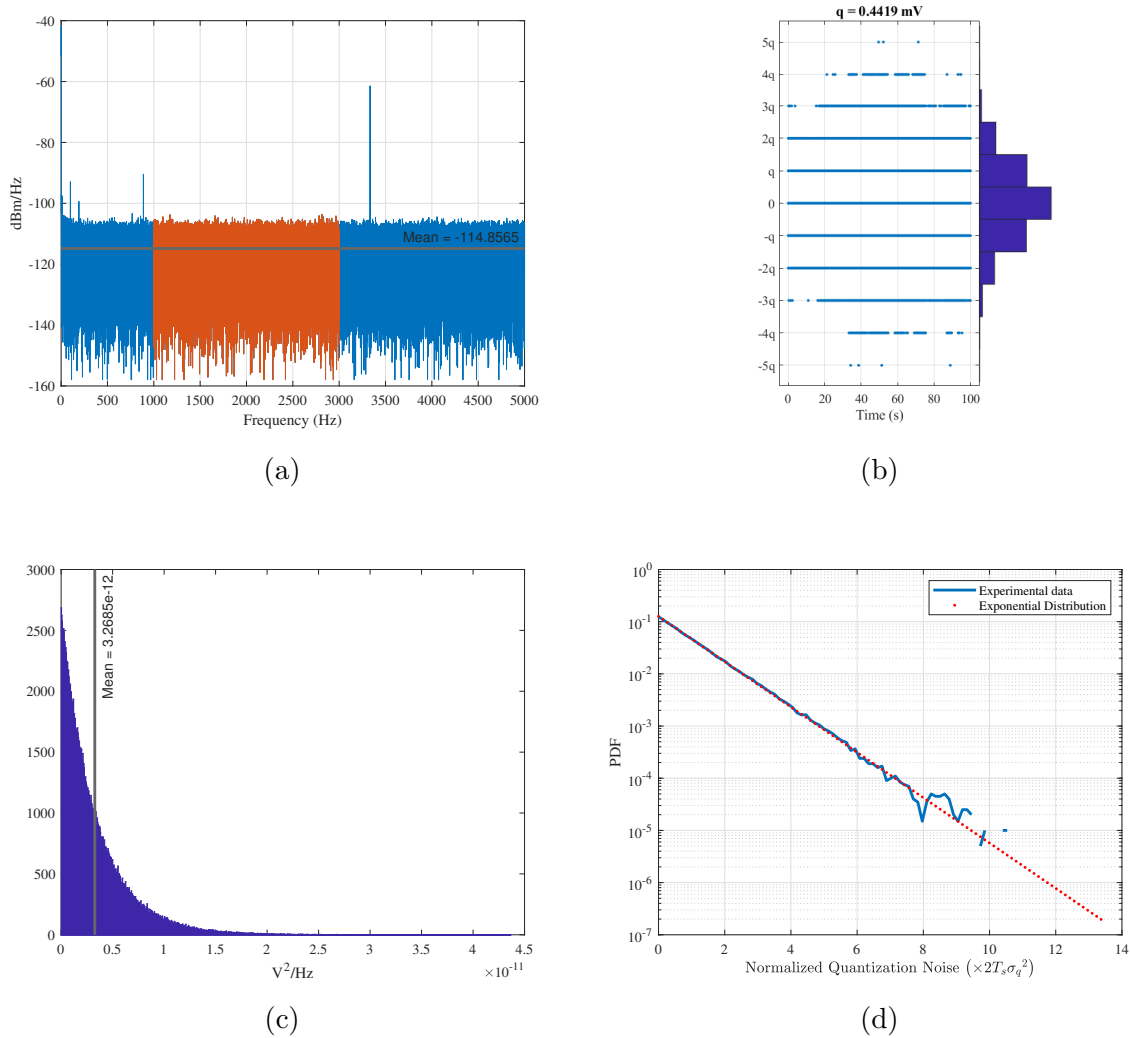 -40
-60
-80
-100
-120
-140
-160
dBm/Hz
Mean = -114.8565
0 500 1000 1500 2000 2500 3000 3500 4000 4500 5000
Frequency (Hz)
(a)
q = 0.4419 mV
5q
4q
3q
2q
q
0
-q
-2q
-3q
-4q
-5q
0 20 40 60 80 100
Time (s)
(b)
3000
2500
2000
1500
1000
500
0
Mean = 3.2685e-12
0 0.5 1 1.5 2 2.5 3 3.5 4 4.5
V²/Hz
×10⁻¹¹
(c)
10⁰
10⁻¹
10⁻²
10⁻³
10⁻⁴
10⁻⁵
10⁻⁶
10⁻⁷
PDF
Experimental data
Exponential Distribution
0 2 4 6 8 10 12 14
Normalized Quantization Noise (×2Tₛσ_q²)
(d)